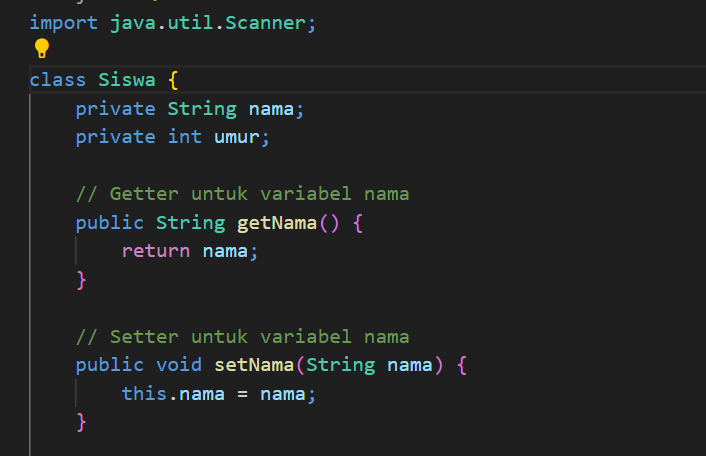 import java.util.Scanner;
class Siswa {
private String nama;
private int umur;
// Getter untuk variabel nama
public String getNama() {
return nama;
}
// Setter untuk variabel nama
public void setNama(String nama) {
this.nama = nama;
}